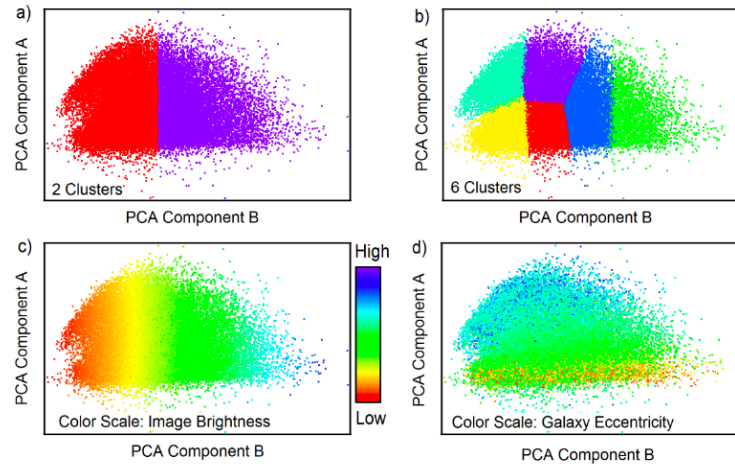 a)
PCA Component A
2 Clusters
PCA Component B
b)
PCA Component A
6 Clusters
PCA Component B
c)
PCA Component A
Color Scale: Image Brightness
PCA Component B
High
Low
d)
PCA Component A
Color Scale: Galaxy Eccentricity
PCA Component B